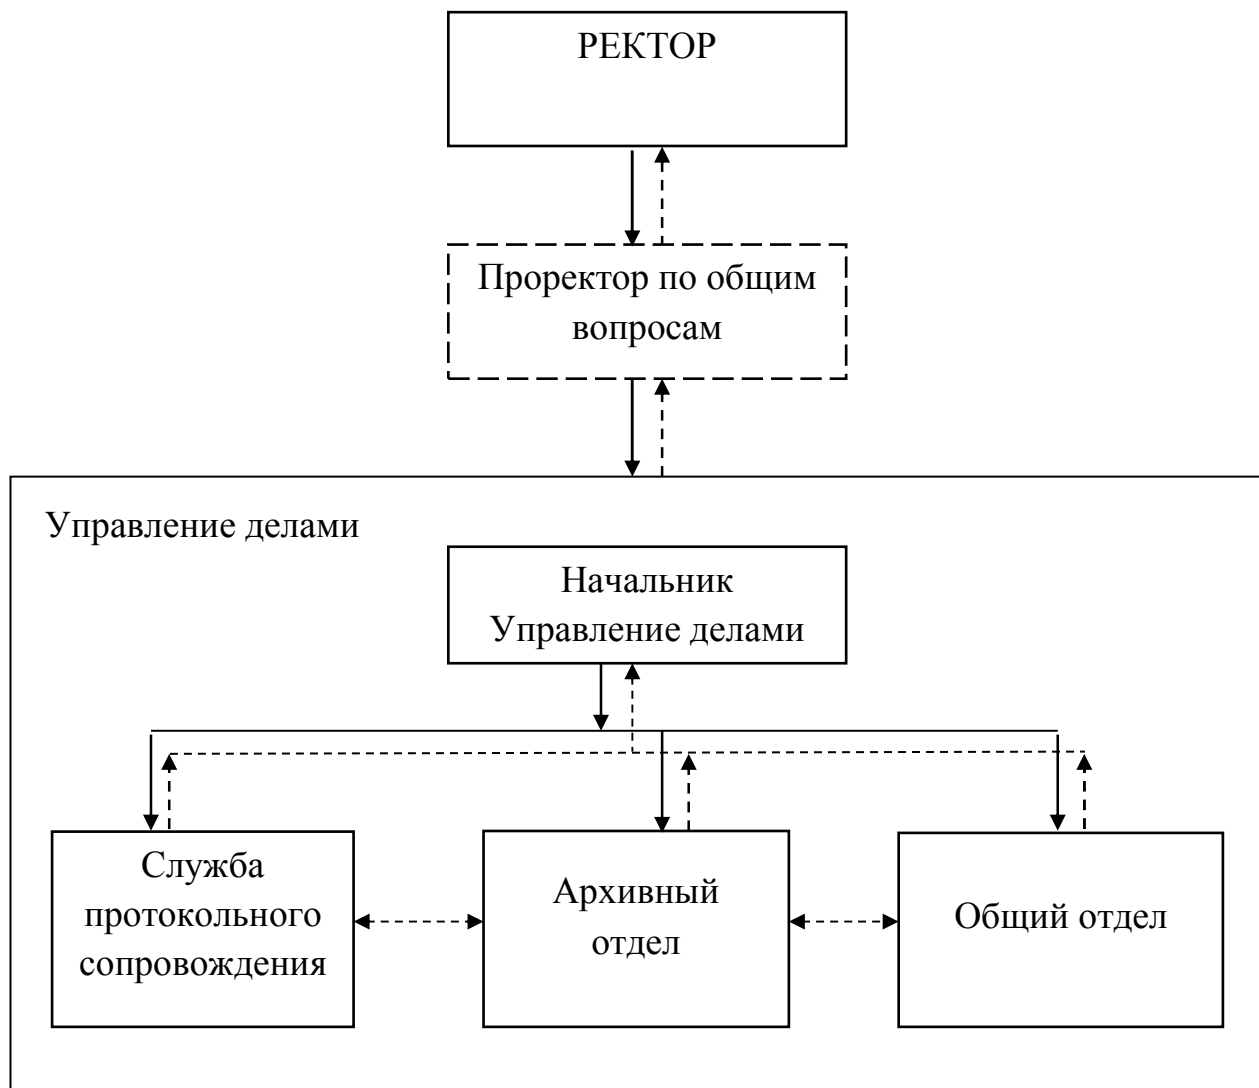 РЕКТОР
Проректор по общим
вопросам
Управление делами
Начальник
Управление делами
Служба
протокольного
сопровождения
Архивный
отдел
Общий отдел